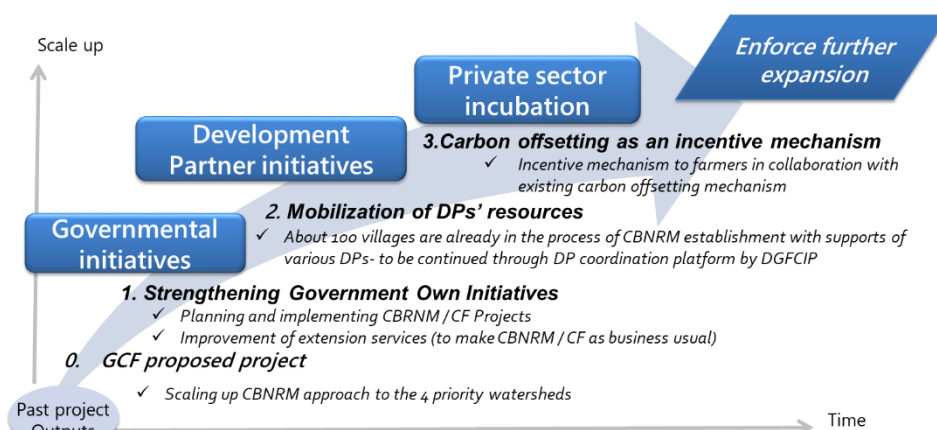 Scale up
Enforce further
expansion
Private sector
incubation
Development
Partner initiatives
3.Carbon offsetting as an incentive mechanism
✓ Incentive mechanism to farmers in collaboration with
existing carbon offsetting mechanism
2. Mobilization of DPs' resources
Governmental
initiatives
✓ About 100 villages are already in the process of CBNRM establishment with supports of
various DPs- to be continued through DP coordination platform by DGFCIP
1. Strengthening Government Own Initiatives
✓ Planning and implementing CBRNM / CF Projects
✓ Improvement of extension services (to make CBNRM / CF as business usual)
0. GCF proposed project
✓ Scaling up CBNRM approach to the 4 priority watersheds
Past project
Outputs
Time